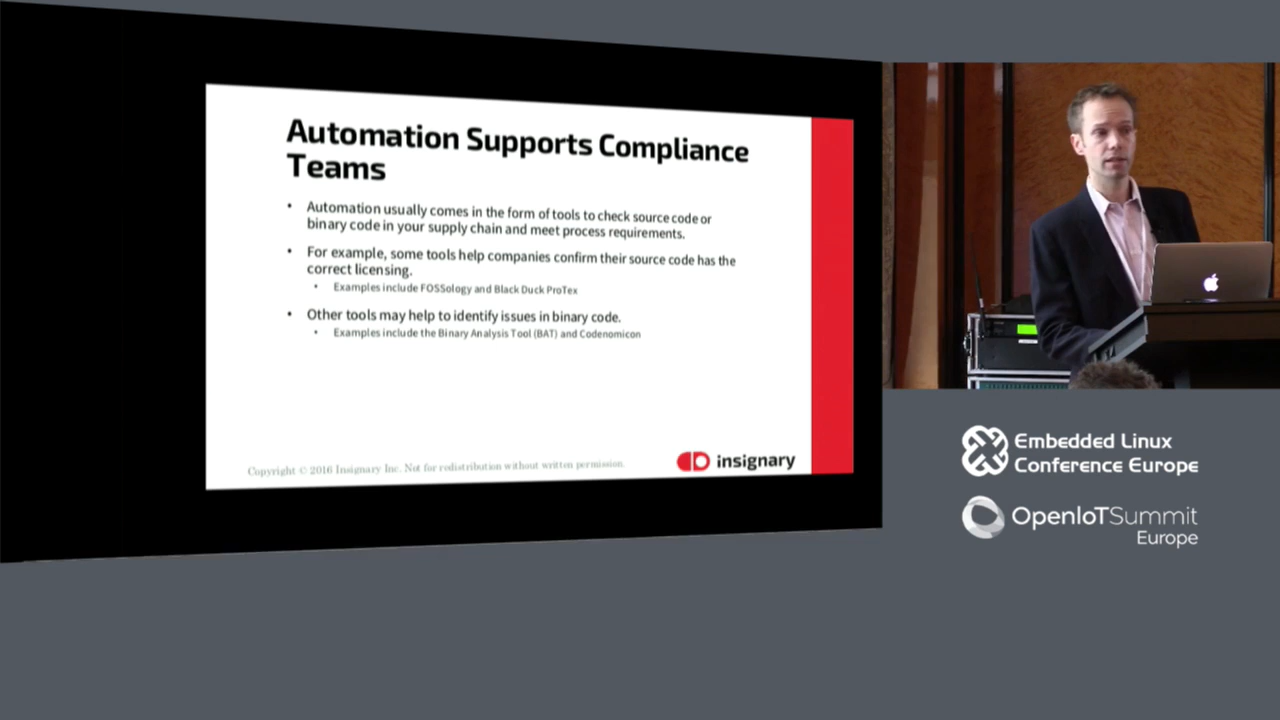 Automation Supports Compliance
Teams
• Automation usually comes in the form of tools to check source code or
binary code in your supply chain and meet process requirements.
• For example, some tools help companies confirm their source code has the
correct licensing.
• Examples include FOSSology and Black Duck ProTex
• Other tools may help to identify issues in binary code.
• Examples include the Binary Analysis Tool (BAT) and Codenomicon
Copyright © 2016 Insignary Inc. Not for redistribution without written permission.
insignary
Embedded Linux
Conference Europe
OpenIoTSummit
Europe